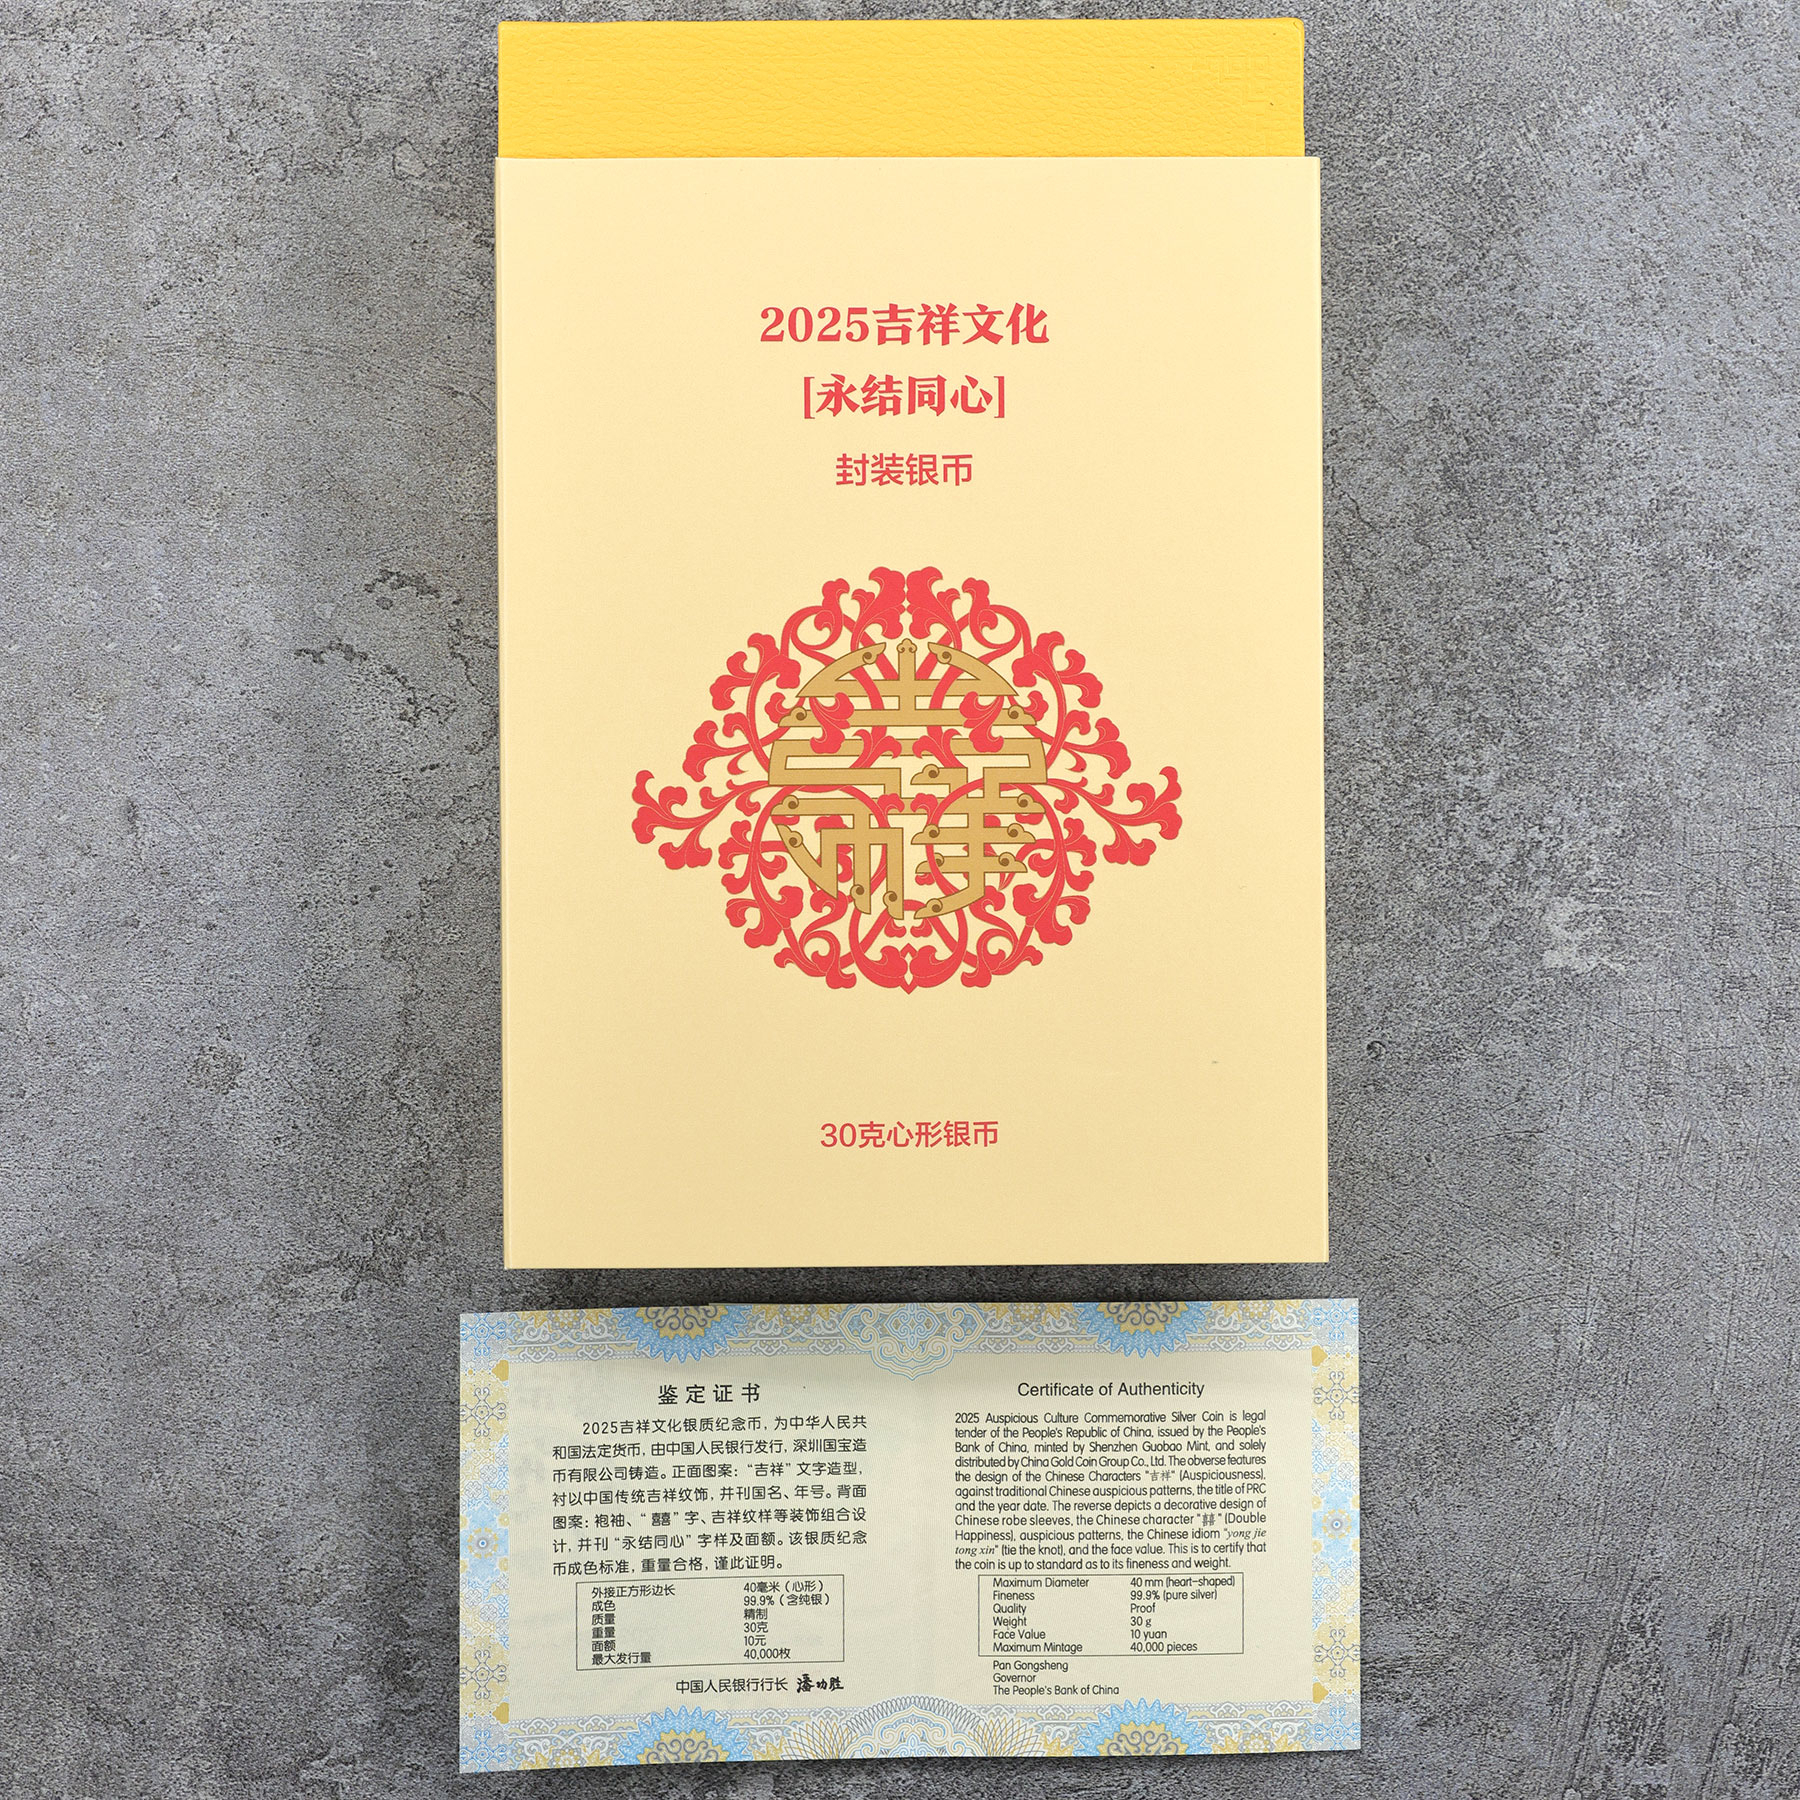 2025吉祥文化
[永结同心]
封装银币
30克心形银币
鉴定证书
2025吉祥文化银质纪念币，为中华人民共
和国法定货币，由中国人民银行发行，深圳国宝造
币有限公司铸造。正面图案：“吉祥”文字造型，
衬以中国传统吉祥纹饰，并刊国名、年号。背面
图案：袍袖、“囍”字、吉祥纹样等装饰组合设
计，并刊“永结同心”字样及面额。该银质纪念
币成色标准，重量合格，谨此证明。
外接正方形边长 40毫米（心形）
成色 99.9%（含纯银）
质量 精制
重量 30克
面额 10元
最大发行量 40,000枚
中国人民银行行长 潘功胜
Certificate of Authenticity
2025 Auspicious Culture Commemorative Silver Coin is legal
tender of the People's Republic of China, issued by the People's
Bank of China, minted by Shenzhen Guobao Mint, and solely
distributed by China Gold Coin Group Co., Ltd. The obverse features
the design of the Chinese Characters "吉祥" (Auspiciousness),
against traditional Chinese auspicious patterns, the title of PRC
and the year date. The reverse depicts a decorative design of
Chinese robe sleeves, the Chinese character "囍" (Double
Happiness), auspicious patterns, the Chinese idiom "yong jie
tong xin" (tie the knot), and the face value. This is to certify that
the coin is up to standard as to its fineness and weight.
Maximum Diameter 40 mm (heart-shaped)
Fineness 99.9% (pure silver)
Quality Proof
Weight 30 g
Face Value 10 yuan
Maximum Mintage 40,000 pieces
Pan Gongsheng
Governor
The People's Bank of China